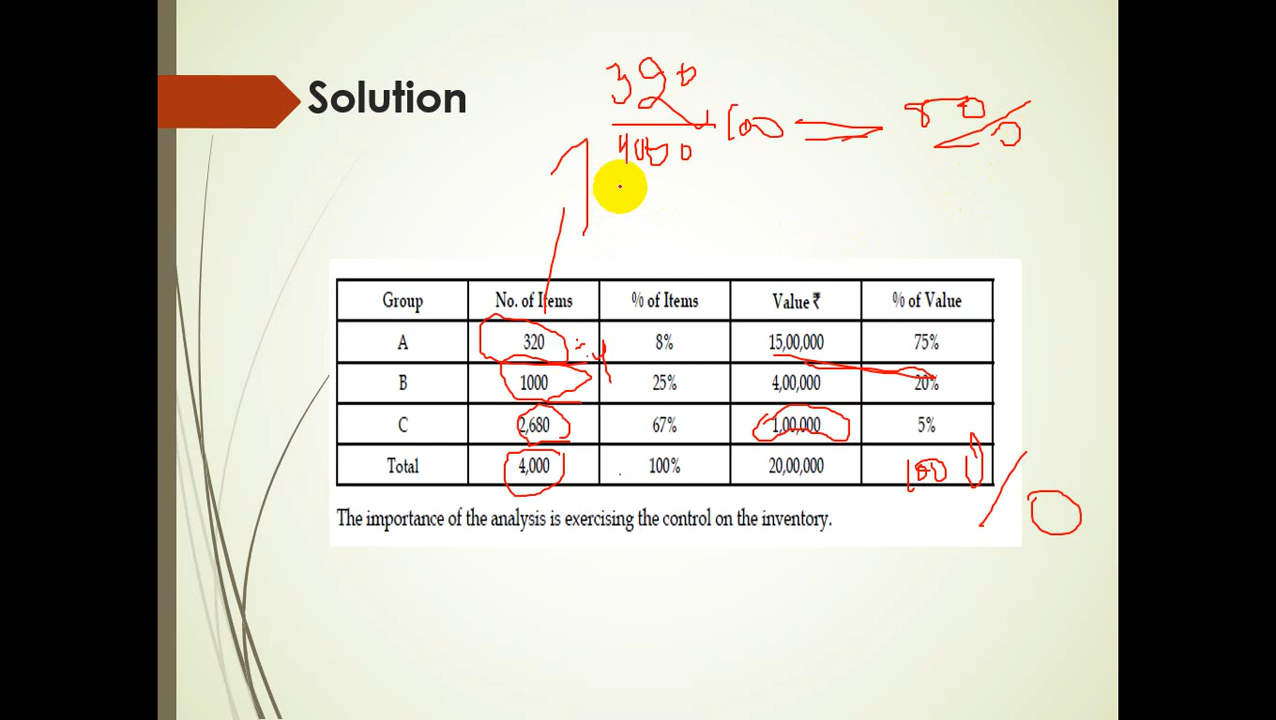 Solution
320
4000
100
8%
Group No. of Items % of Items Value ₹ % of Value
A 320 8% 15,00,000 75%
B 1000 25% 4,00,000 20%
C 2,680 67% 1,00,000 5%
Total 4,000 100% 20,00,000 100
The importance of the analysis is exercising the control on the inventory.